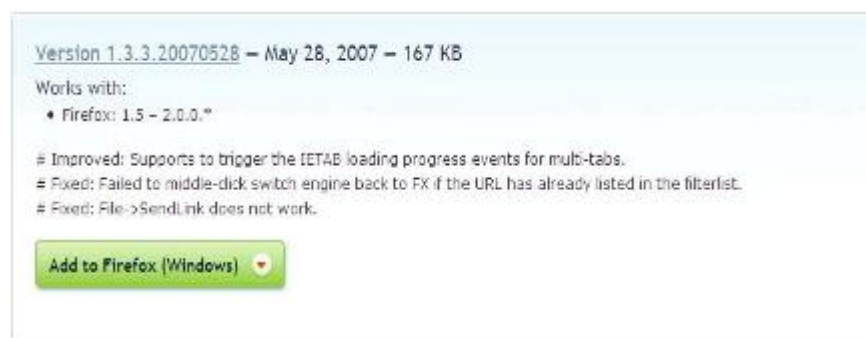 Version 1.3.3.20070528 – May 28, 2007 – 167 KB
Works with:
• Firefox: 1.5 – 2.0.0.*
# Improved: Supports to trigger the IETAB loading progress events for multi-tabs.
# Fixed: Failed to middle-click switch engine back to FX if the URL has already listed in the filterlist.
# Fixed: File->SendLink does not work.
Add to Firefox (Windows)